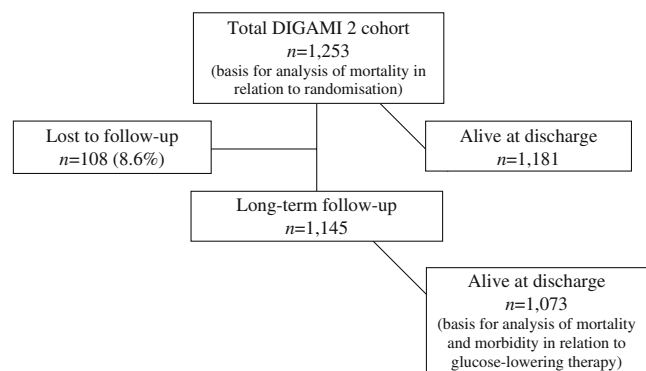 Total DIGAMI 2 cohort
n=1,253
(basis for analysis of mortality in
relation to randomisation)
Lost to follow-up
n=108 (8.6%)
Alive at discharge
n=1,181
Long-term follow-up
n=1,145
Alive at discharge
n=1,073
(basis for analysis of mortality
and morbidity in relation to
glucose-lowering therapy)